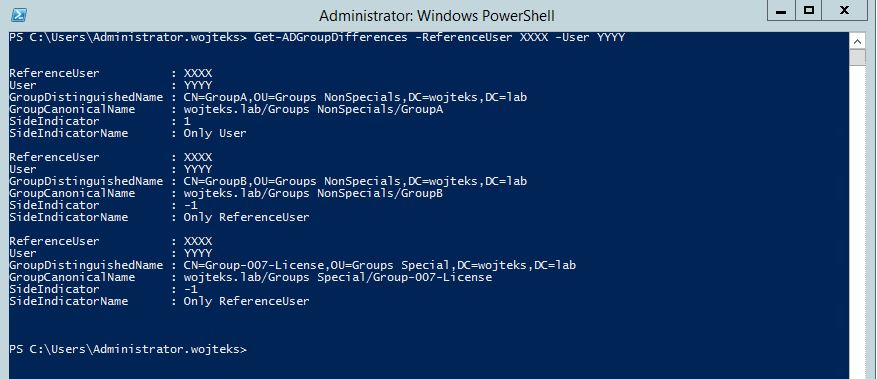 Administrator: Windows PowerShell
PS C:\Users\Administrator.wojteks> Get-ADGroupDifferences -ReferenceUser XXXX -User YYYY
ReferenceUser : XXXX
User : YYYY
GroupDistinguishedName : CN=GroupA,OU=Groups NonSpecials,DC=wojteks,DC=lab
GroupCanonicalName : wojteks.lab/Groups NonSpecials/GroupA
SideIndicator : 1
SideIndicatorName : Only User
ReferenceUser : XXXX
User : YYYY
GroupDistinguishedName : CN=GroupB,OU=Groups NonSpecials,DC=wojteks,DC=lab
GroupCanonicalName : wojteks.lab/Groups NonSpecials/GroupB
SideIndicator : -1
SideIndicatorName : Only ReferenceUser
ReferenceUser : XXXX
User : YYYY
GroupDistinguishedName : CN=Group-007-License,OU=Groups Special,DC=wojteks,DC=lab
GroupCanonicalName : wojteks.lab/Groups Special/Group-007-License
SideIndicator : -1
SideIndicatorName : Only ReferenceUser
PS C:\Users\Administrator.wojteks>